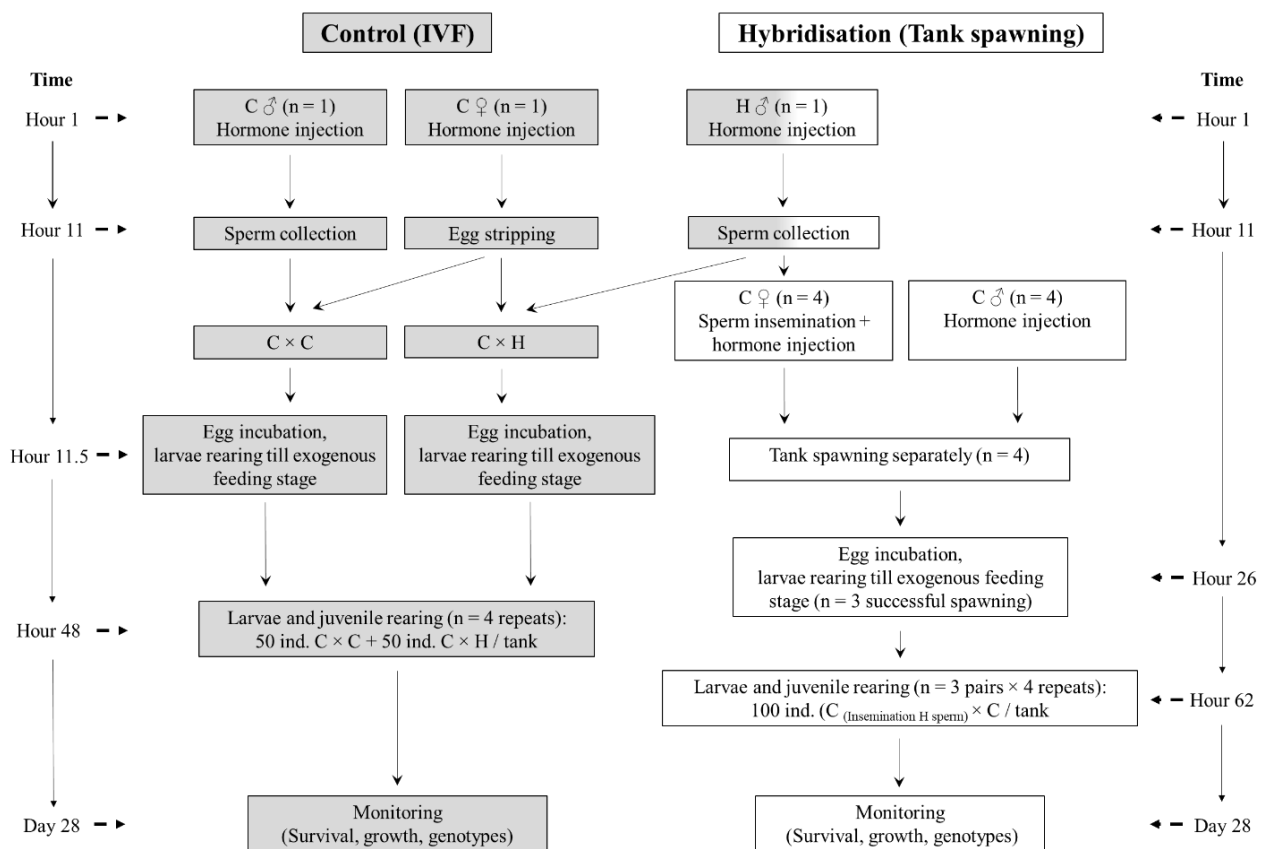 Control (IVF)
Hybridisation (Tank spawning)
Time
Time
Hour 1
C ♂ (n = 1)
Hormone injection
C ♀ (n = 1)
Hormone injection
H ♂ (n = 1)
Hormone injection
Hour 1
Hour 11
Sperm collection
Egg stripping
Sperm collection
Hour 11
C ♀ (n = 4)
Sperm insemination +
hormone injection
C ♂ (n = 4)
Hormone injection
C × C
C × H
Hour 11.5
Egg incubation,
larvae rearing till exogenous
feeding stage
Egg incubation,
larvae rearing till exogenous
feeding stage
Tank spawning separately (n = 4)
Egg incubation,
larvae rearing till exogenous feeding
stage (n = 3 successful spawning)
Hour 26
Hour 48
Larvae and juvenile rearing (n = 4 repeats):
50 ind. C × C + 50 ind. C × H / tank
Larvae and juvenile rearing (n = 3 pairs × 4 repeats):
100 ind. (C (Insemination H sperm) × C / tank
Hour 62
Day 28
Monitoring
(Survival, growth, genotypes)
Monitoring
(Survival, growth, genotypes)
Day 28